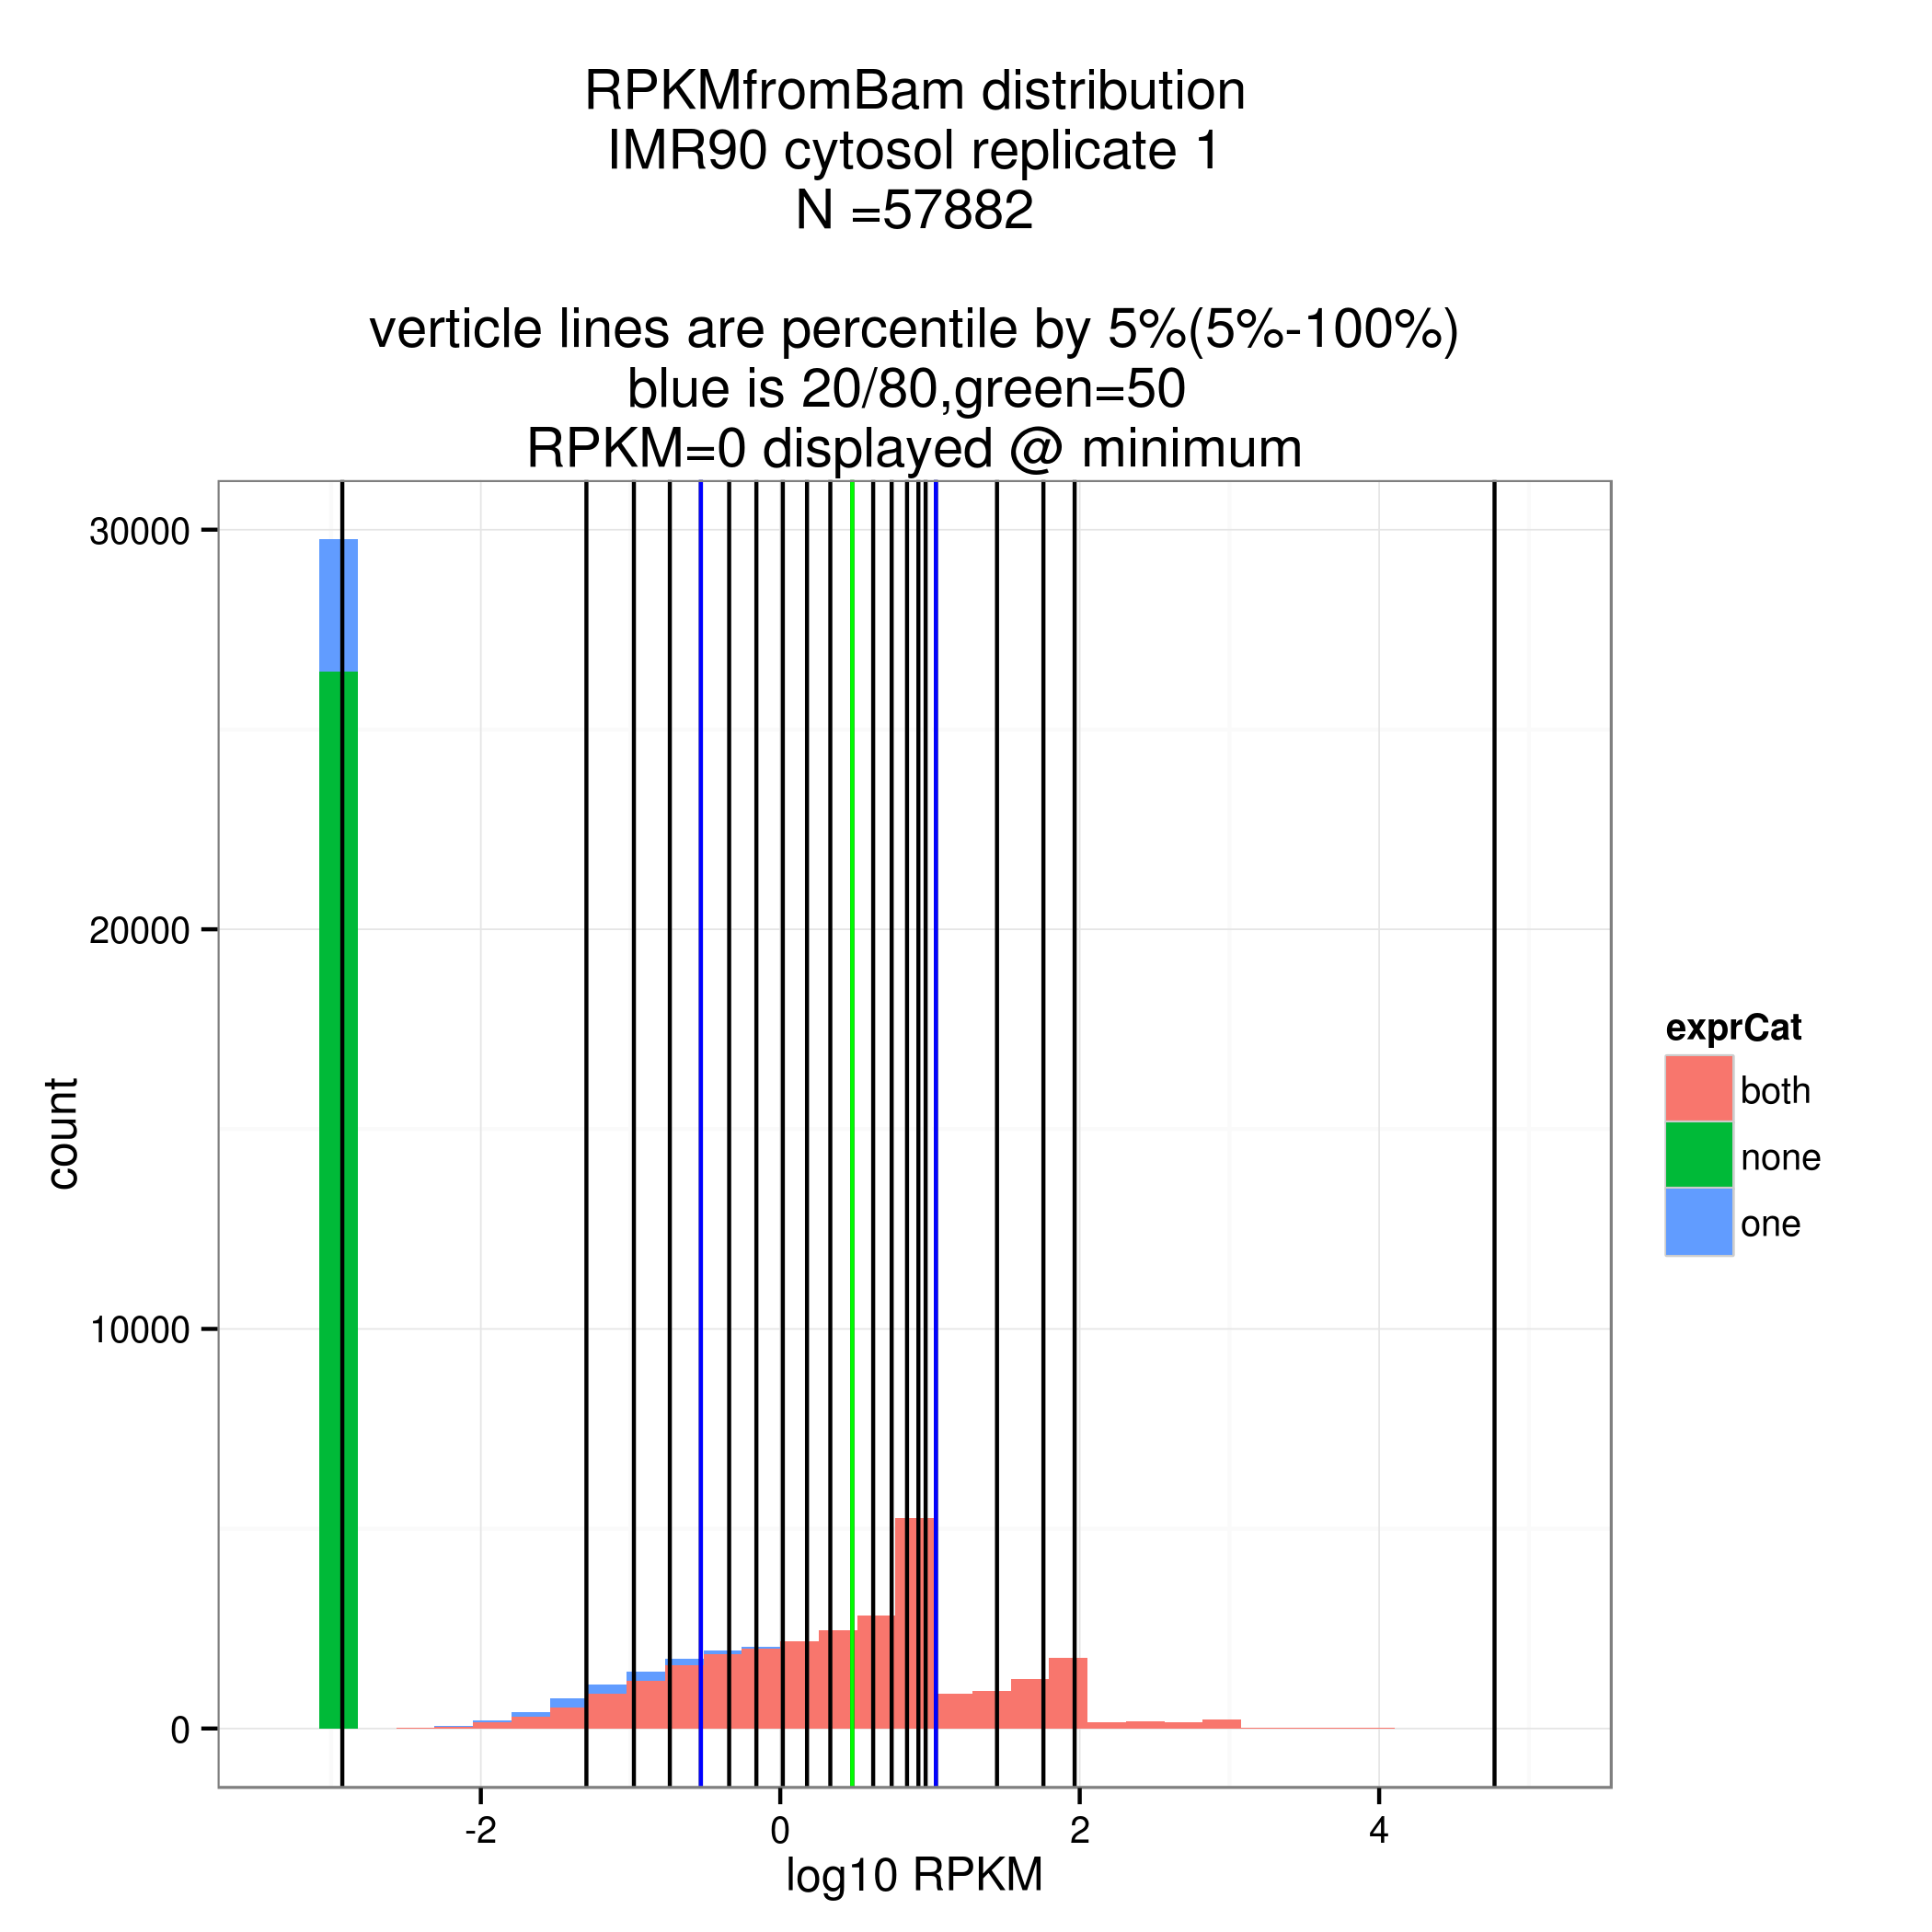 RPKMfromBam distribution
IMR90 cytosol replicate 1
N =57882
verticle lines are percentile by 5%(5%-100%)
blue is 20/80,green=50
RPKM=0 displayed @ minimum
30000
20000
10000
0
count
-2
0
2
4
log10 RPKM
exprCat
both
none
one